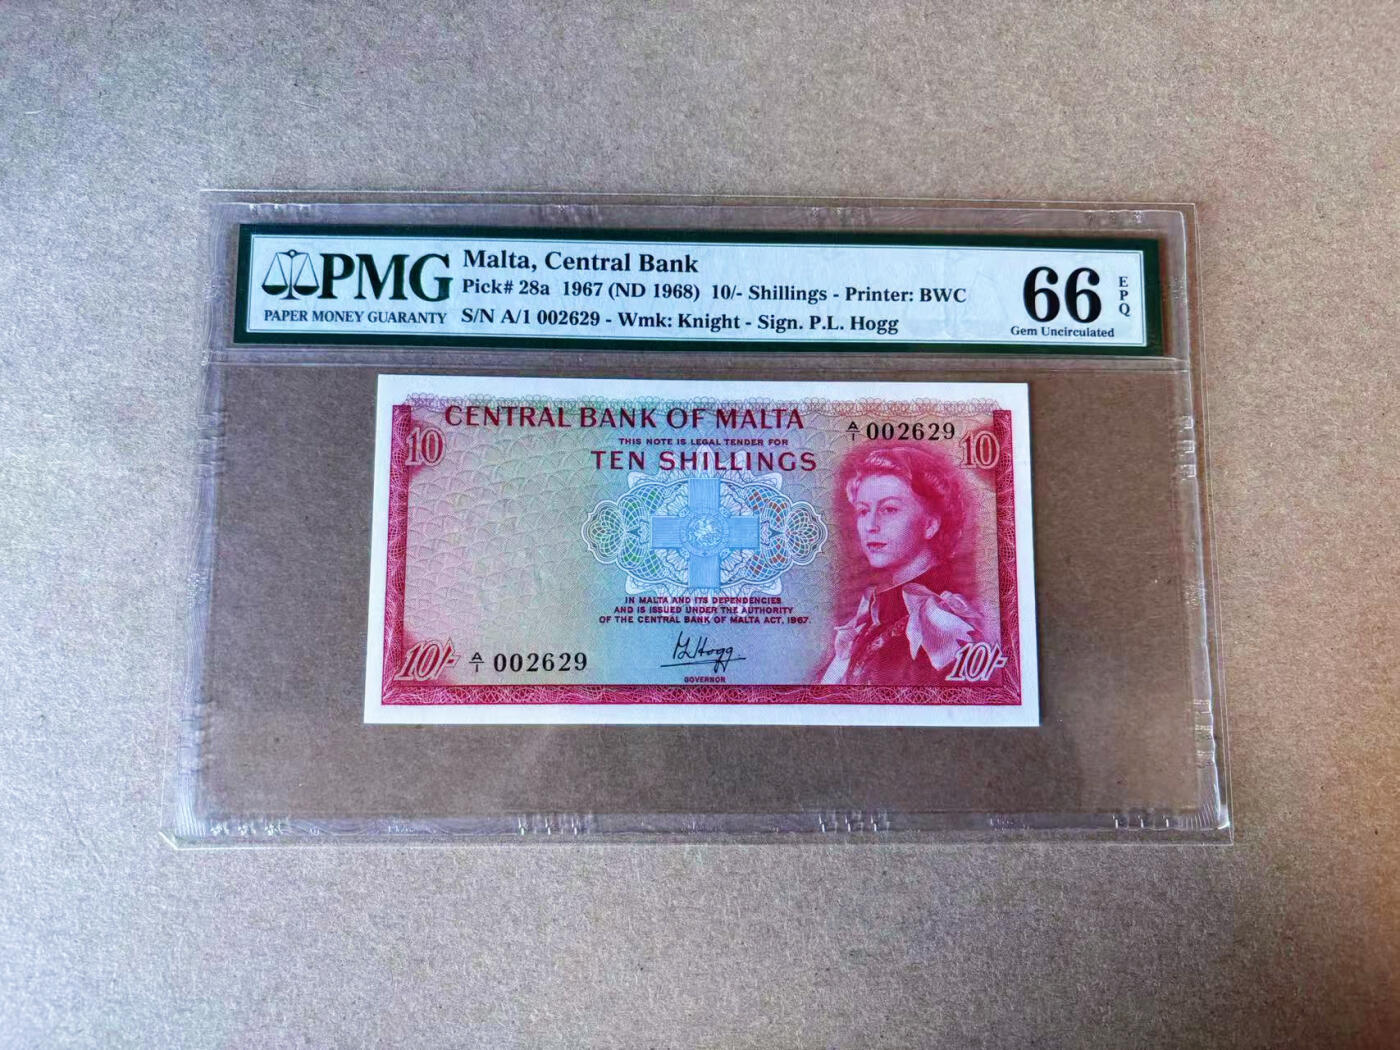 PMG
PAPER MONEY GUARANTY
Malta, Central Bank
Pick# 28a 1967 (ND 1968) 10/- Shillings - Printer: BWC
S/N A/1 002629 - Wmk: Knight - Sign. P.L. Hogg
66
EPQ
Gem Uncirculated
CENTRAL BANK OF MALTA
THIS NOTE IS LEGAL TENDER FOR
TEN SHILLINGS
A/1 002629
10
10
IN MALTA AND ITS DEPENDENCIES
AND IS ISSUED UNDER THE AUTHORITY
OF THE CENTRAL BANK OF MALTA ACT, 1967.
PL Hogg
GOVERNOR
10/-
A/1 002629
10/-